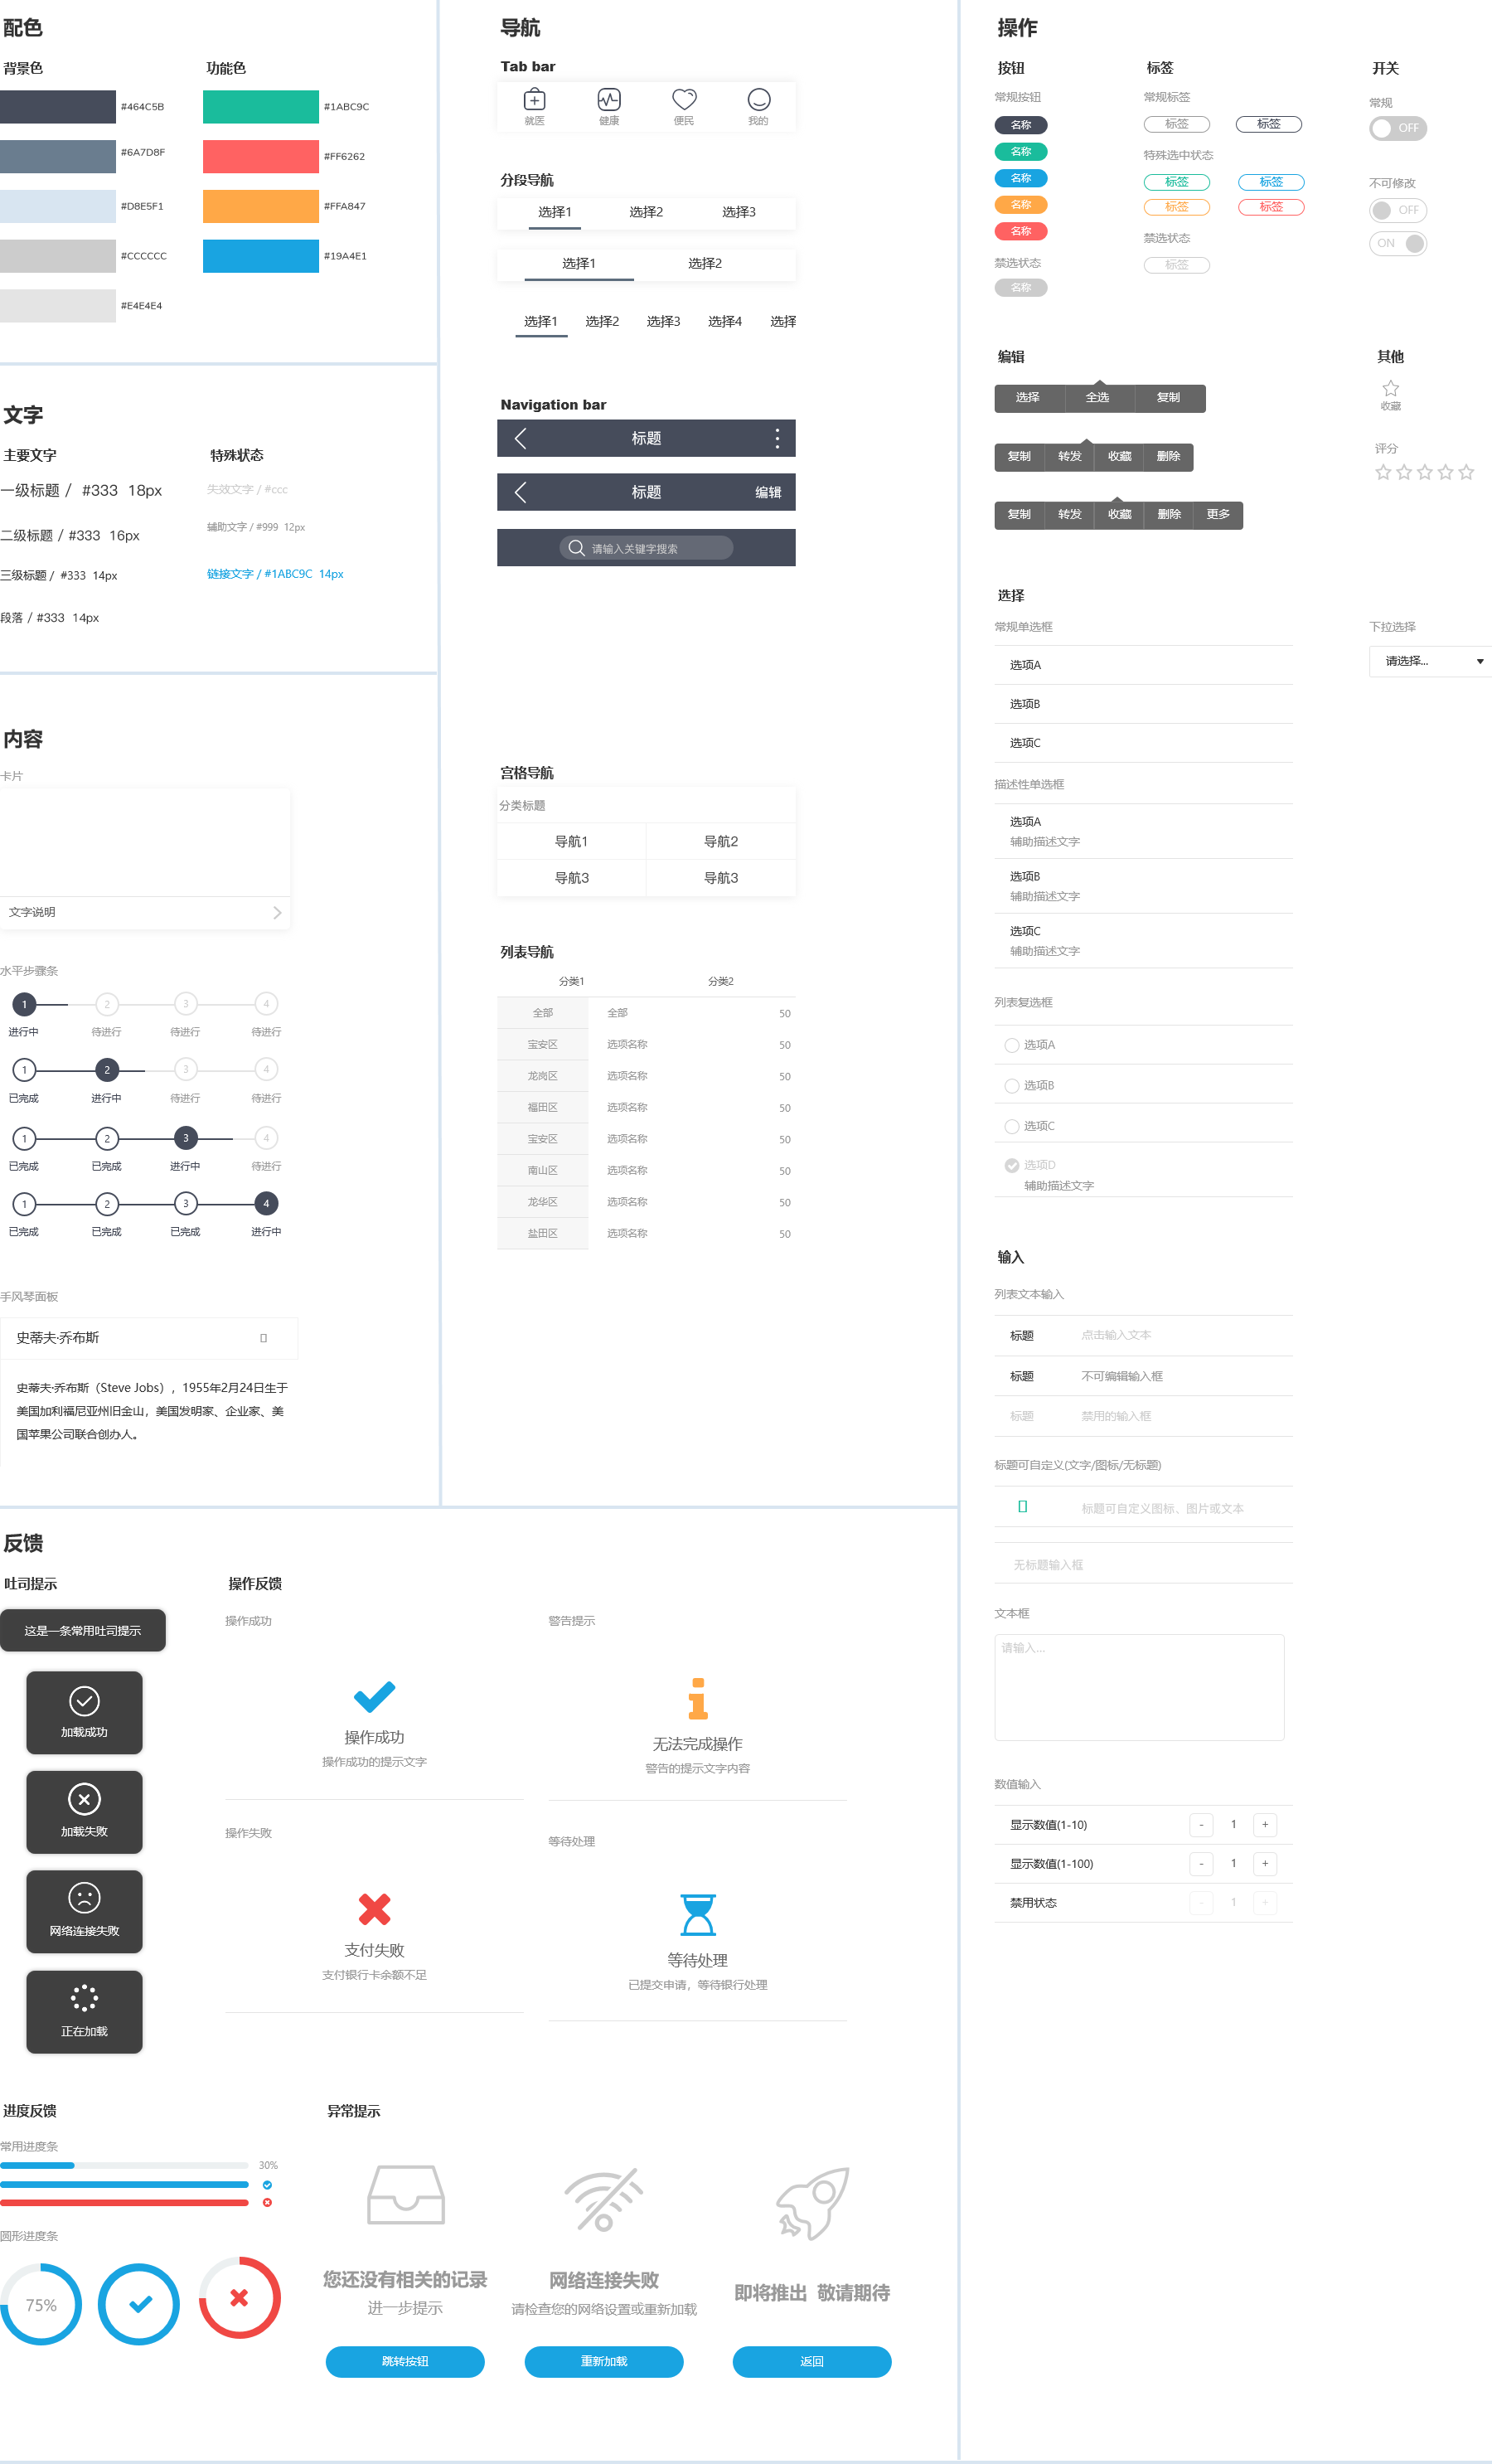 配色
背景色
功能色
#464C5B
#1ABC9C
#6A7D8F
#FF6262
#D8E5F1
#FFA847
#CCCCCC
#19A4E1
#E4E4E4
文字
主要文字
特殊状态
一级标题 / #333 18px
失效文字 / #ccc
二级标题 / #333 16px
辅助文字 / #999 12px
三级标题 / #333 14px
链接文字 / #1ABC9C 14px
段落 / #333 14px
内容
卡片
文字说明
水平步骤条
1 2 3 4
进行中 待进行 待进行 待进行
1 2 3 4
已完成 进行中 待进行 待进行
1 2 3 4
已完成 已完成 进行中 待进行
1 2 3 4
已完成 已完成 已完成 进行中
手风琴面板
史蒂夫·乔布斯
史蒂夫·乔布斯（Steve Jobs），1955年2月24日生于
美国加利福尼亚州旧金山，美国发明家、企业家、美
国苹果公司联合创办人。
导航
Tab bar
就医 健康 便民 我的
分段导航
选择1 选择2 选择3
选择1 选择2
选择1 选择2 选择3 选择4 选择
Navigation bar
标题
标题 编辑
请输入关键字搜索
宫格导航
分类标题
导航1 导航2
导航3 导航3
列表导航
分类1 分类2
全部 全部 50
宝安区 选项名称 50
龙岗区 选项名称 50
福田区 选项名称 50
宝安区 选项名称 50
南山区 选项名称 50
龙华区 选项名称 50
盐田区 选项名称 50
操作
按钮
常规按钮
名称
名称
名称
名称
名称
禁选状态
名称
标签
常规标签
标签 标签
特殊选中状态
标签 标签
标签 标签
禁选状态
标签
开关
常规
OFF
不可修改
OFF
ON
编辑
选择 全选 复制
复制 转发 收藏 删除
复制 转发 收藏 删除 更多
其他
收藏
评分
选择
常规单选框
选项A
选项B
选项C
下拉选择
请选择...
描述性单选框
选项A
辅助描述文字
选项B
辅助描述文字
选项C
辅助描述文字
列表复选框
选项A
选项B
选项C
选项D
辅助描述文字
输入
列表文本输入
标题 点击输入文本
标题 不可编辑输入框
标题 禁用的输入框
标题可自定义(文字/图标/无标题)
标题可自定义图标、图片或文本
无标题输入框
文本框
请输入...
数值输入
显示数值(1-10) - 1 +
显示数值(1-100) - 1 +
禁用状态 - 1 +
反馈
吐司提示
这是一条常用吐司提示
加载成功
加载失败
网络连接失败
正在加载
操作反馈
操作成功
操作成功
操作成功的提示文字
警告提示
无法完成操作
警告的提示文字内容
操作失败
支付失败
支付银行卡余额不足
等待处理
等待处理
已提交申请，等待银行处理
进度反馈
常用进度条
30%
圆形进度条
75%
异常提示
您还没有相关的记录
进一步提示
跳转按钮
网络连接失败
请检查您的网络设置或重新加载
重新加载
即将推出 敬请期待
返回